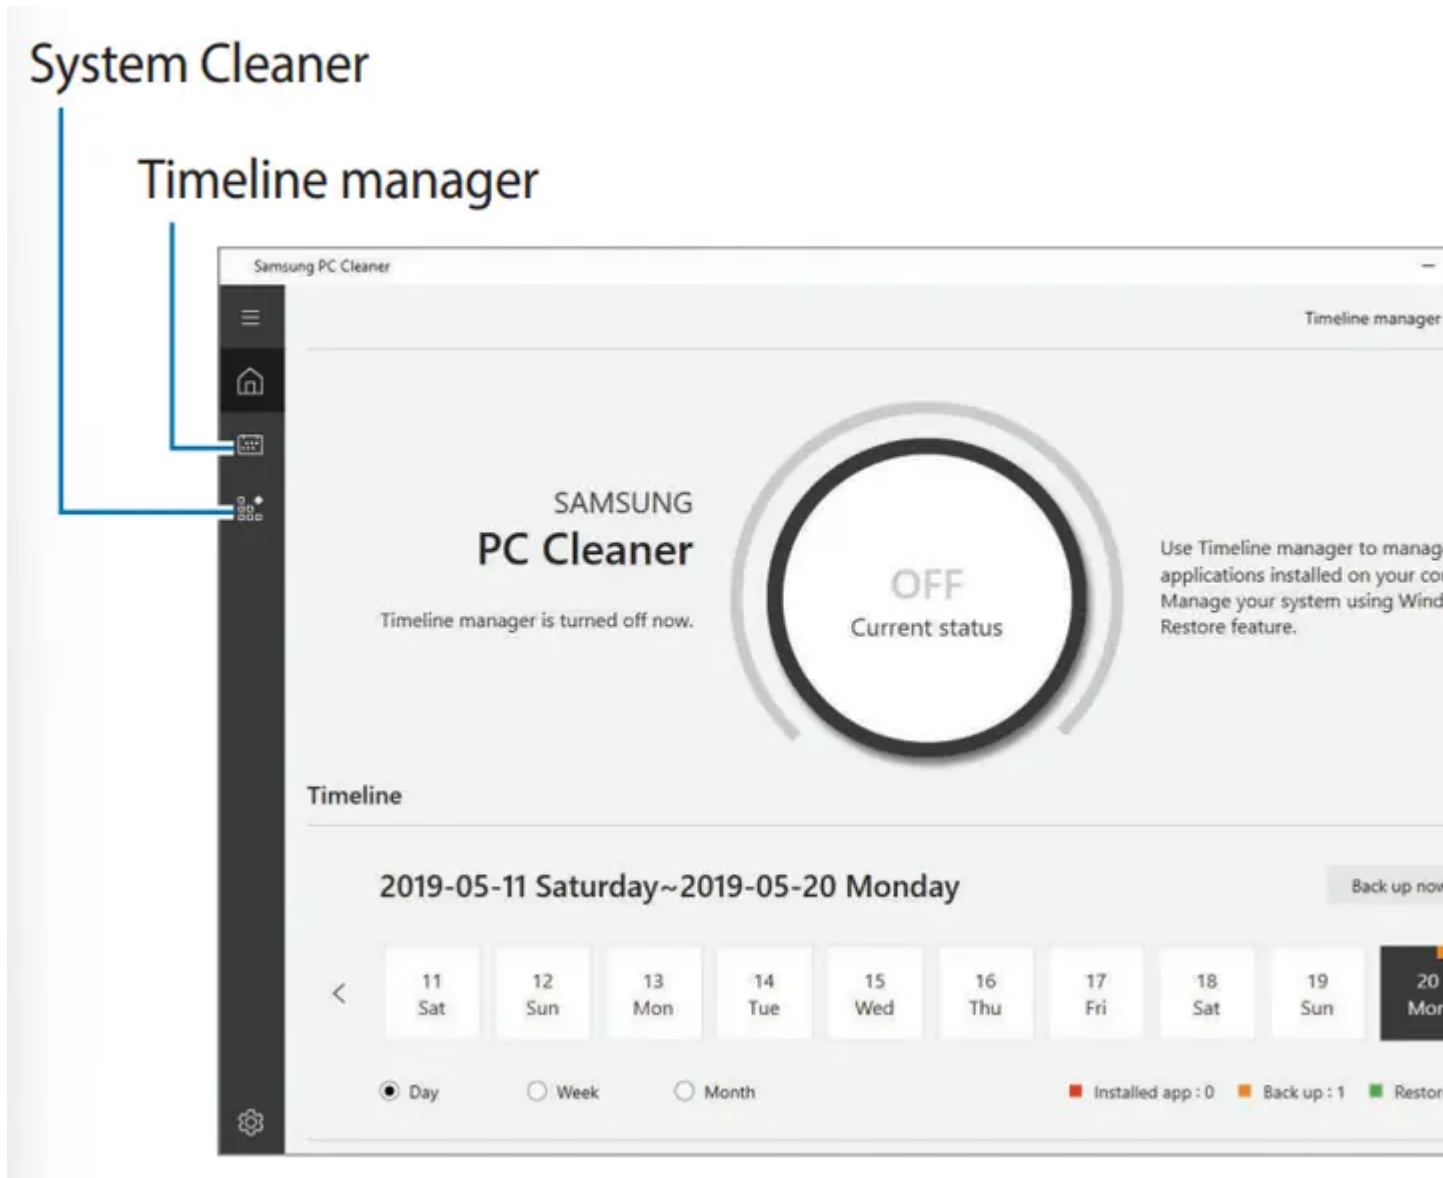 System Cleaner
Timeline manager
Samsung PC Cleaner
Timeline manager
SAMSUNG
PC Cleaner
Timeline manager is turned off now.
OFF
Current status
Use Timeline manager to manag
applications installed on your co
Manage your system using Wind
Restore feature.
Timeline
2019-05-11 Saturday~2019-05-20 Monday
Back up now
11 12 13 14 15 16 17 18 19 20
Sat Sun Mon Tue Wed Thu Fri Sat Sun Mon
Day Week Month Installed app : 0 Back up : 1 Restor